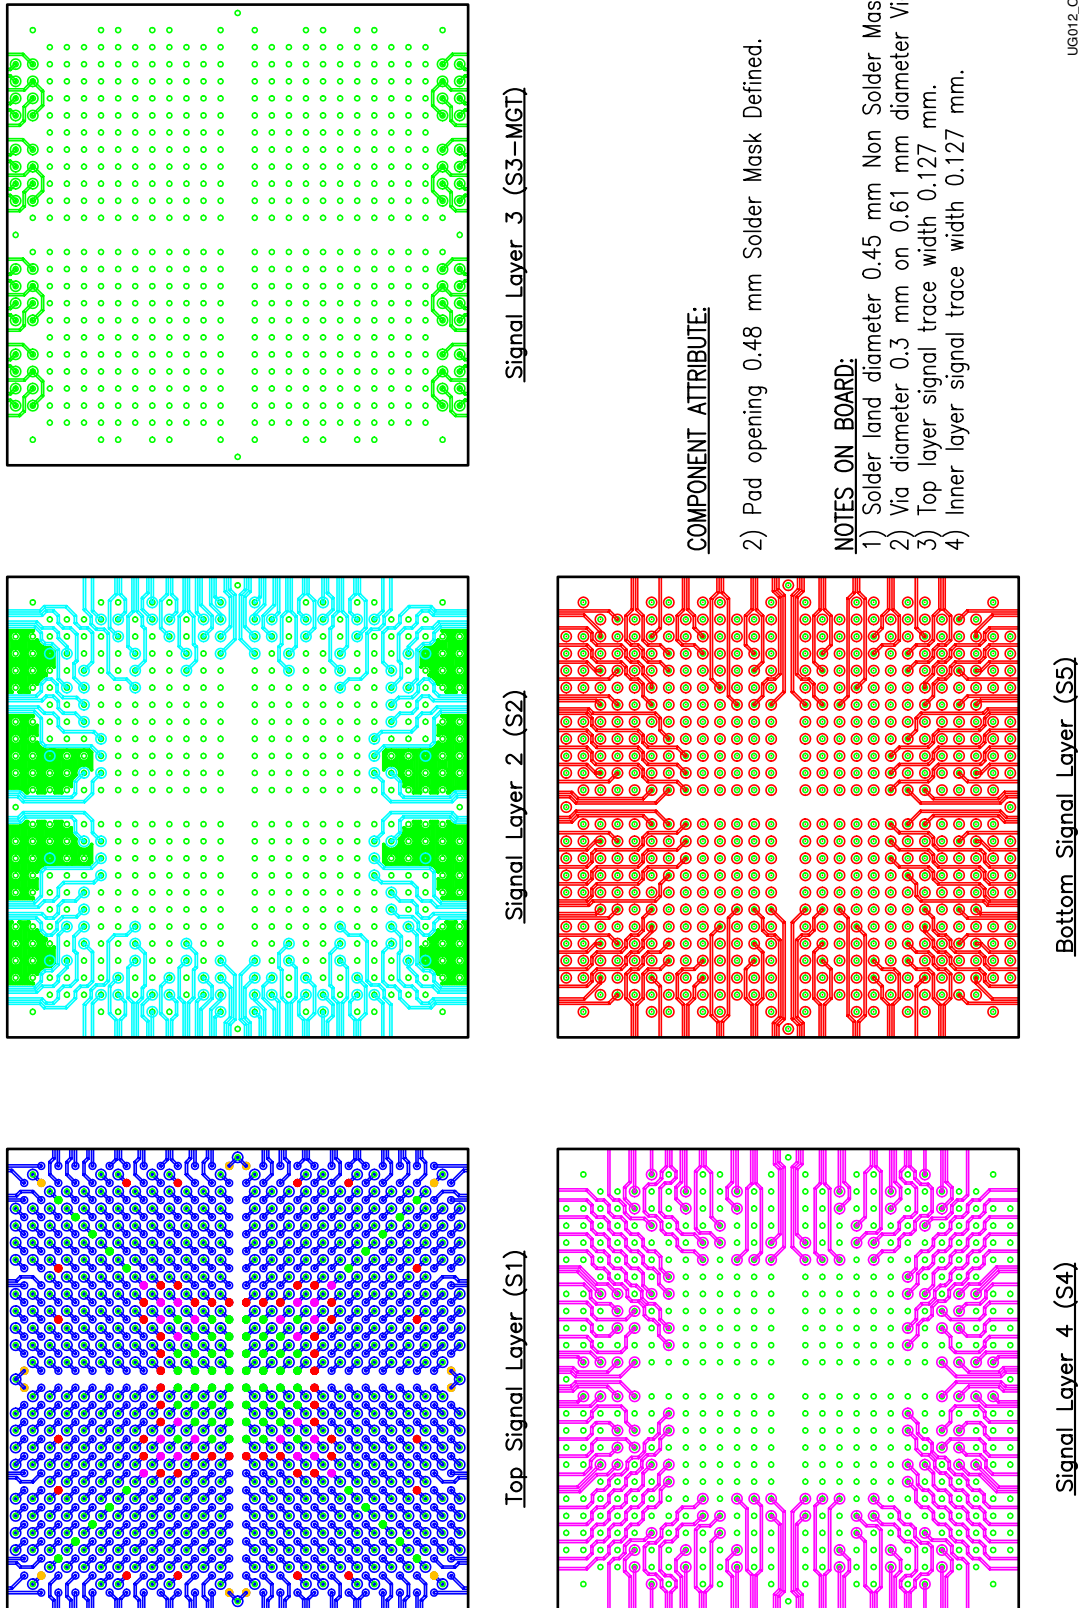 Top Signal Layer (S1)
Signal Layer 2 (S2)
Signal Layer 3 (S3-MGT)
Signal Layer 4 (S4)
Bottom Signal Layer (S5)
COMPONENT ATTRIBUTE:
2) Pad opening 0.48 mm Solder Mask Defined.
NOTES ON BOARD:
1) Solder land diameter 0.45 mm Non Solder Mas
2) Via diameter 0.3 mm on 0.61 mm diameter Vi
3) Top layer signal trace width 0.127 mm.
4) Inner layer signal trace width 0.127 mm.
UG012_C